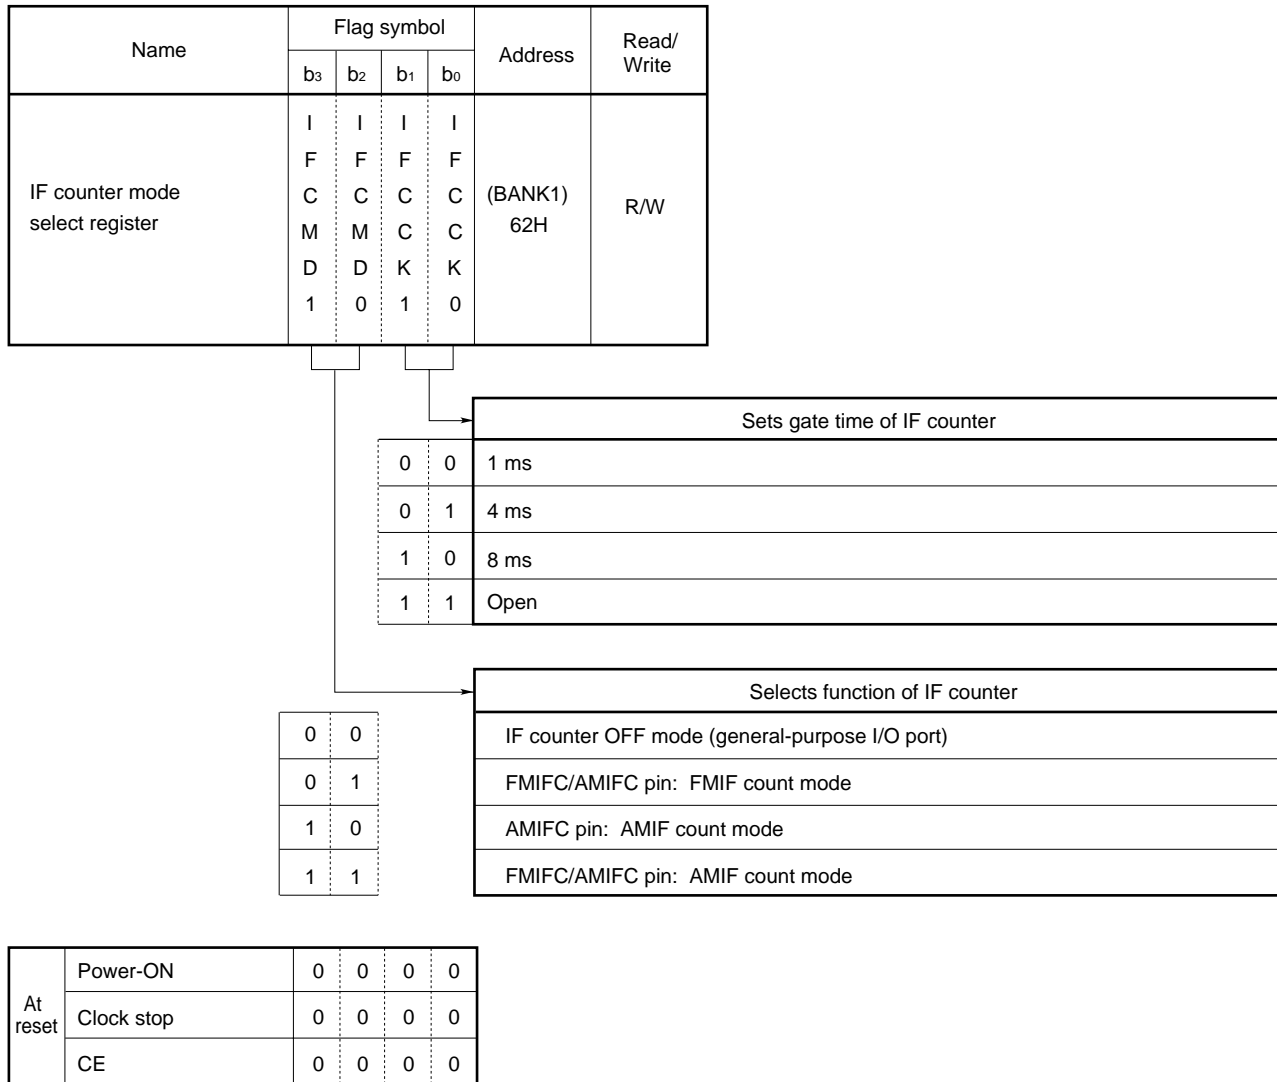 Name
Flag symbol
Address
Read/
Write
b3 b2 b1 b0
IF counter mode
select register
I I I I
F F F F
C C C C
M M C C
D D K K
1 0 1 0
(BANK1)
62H
R/W
Sets gate time of IF counter
0 0 1 ms
0 1 4 ms
1 0 8 ms
1 1 Open
Selects function of IF counter
0 0 IF counter OFF mode (general-purpose I/O port)
0 1 FMIFC/AMIFC pin: FMIF count mode
1 0 AMIFC pin: AMIF count mode
1 1 FMIFC/AMIFC pin: AMIF count mode
At
reset
Power-ON 0 0 0 0
Clock stop 0 0 0 0
CE 0 0 0 0